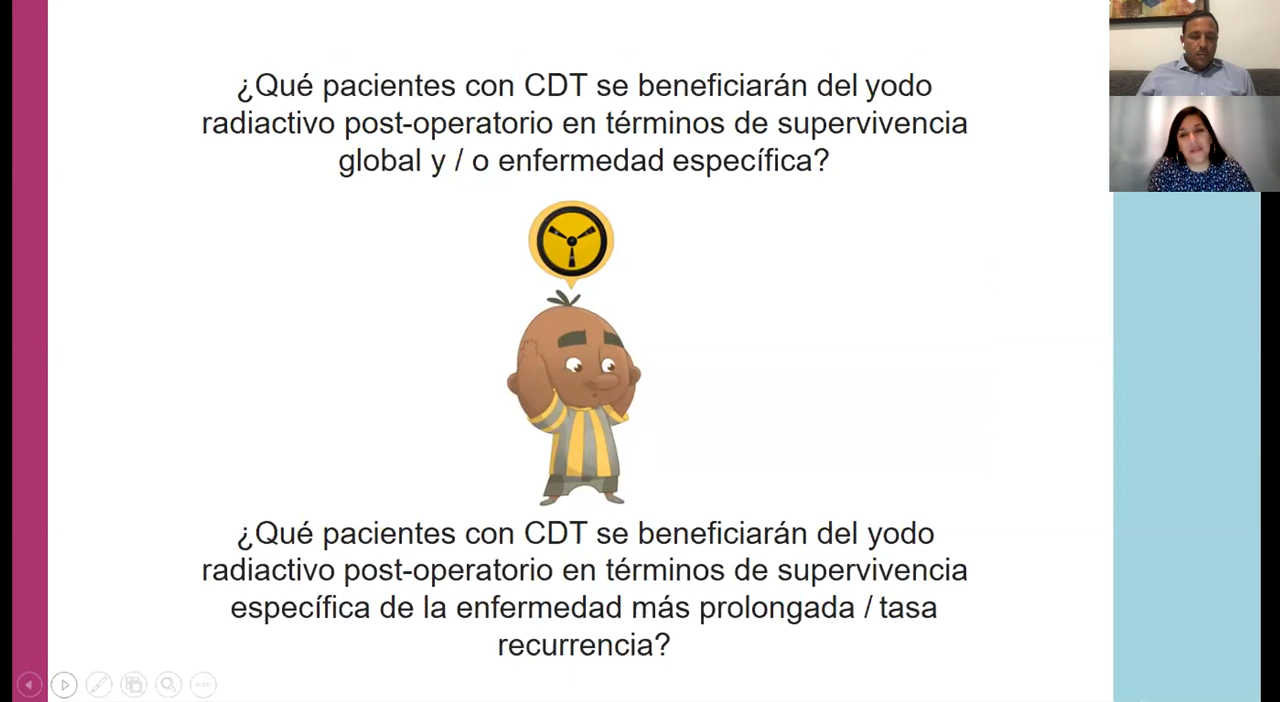 ¿Qué pacientes con CDT se beneficiarán del yodo
radiactivo post-operatorio en términos de supervivencia
global y / o enfermedad específica?
¿Qué pacientes con CDT se beneficiarán del yodo
radiactivo post-operatorio en términos de supervivencia
específica de la enfermedad más prolongada / tasa
recurrencia?